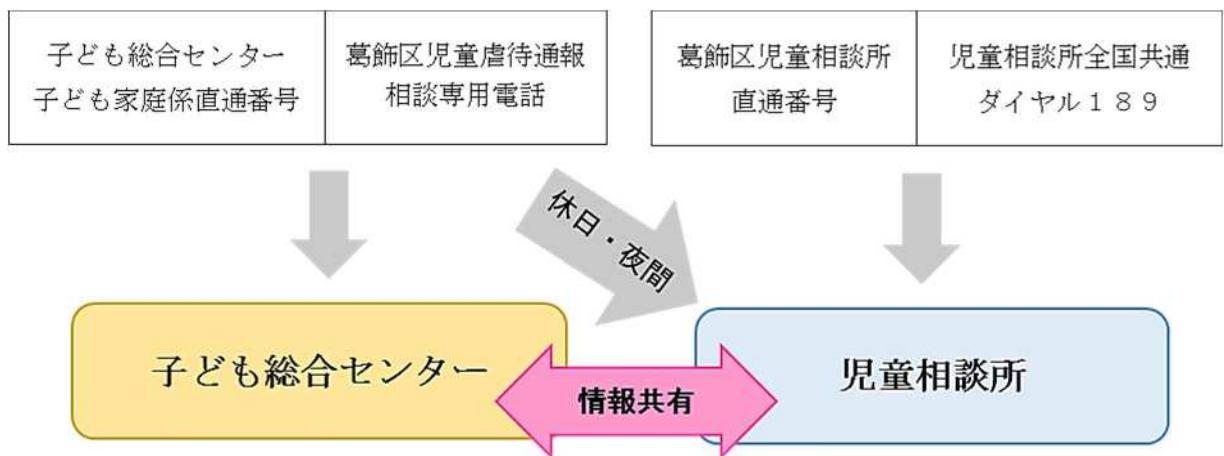 子ども総合センター
子ども家庭係直通番号
葛飾区児童虐待通報
相談専用電話
葛飾区児童相談所
直通番号
児童相談所全国共通
ダイヤル１８９
休日・夜間
子ども総合センター
情報共有
児童相談所